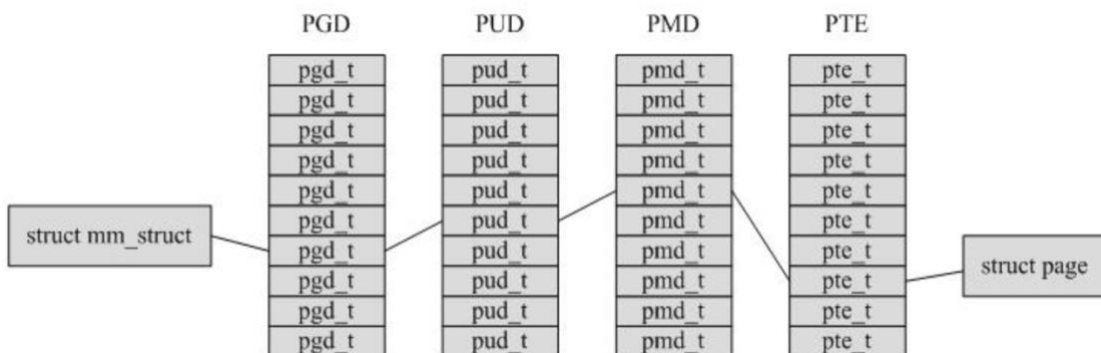 PGD PUD PMD PTE
pgd_t pud_t pmd_t pte_t
pgd_t pud_t pmd_t pte_t
pgd_t pud_t pmd_t pte_t
pgd_t pud_t pmd_t pte_t
pgd_t pud_t pmd_t pte_t
struct mm_struct pgd_t pud_t pmd_t pte_t
pgd_t pud_t pmd_t pte_t struct page
pgd_t pud_t pmd_t pte_t
pgd_t pud_t pmd_t pte_t
pgd_t pud_t pmd_t pte_t